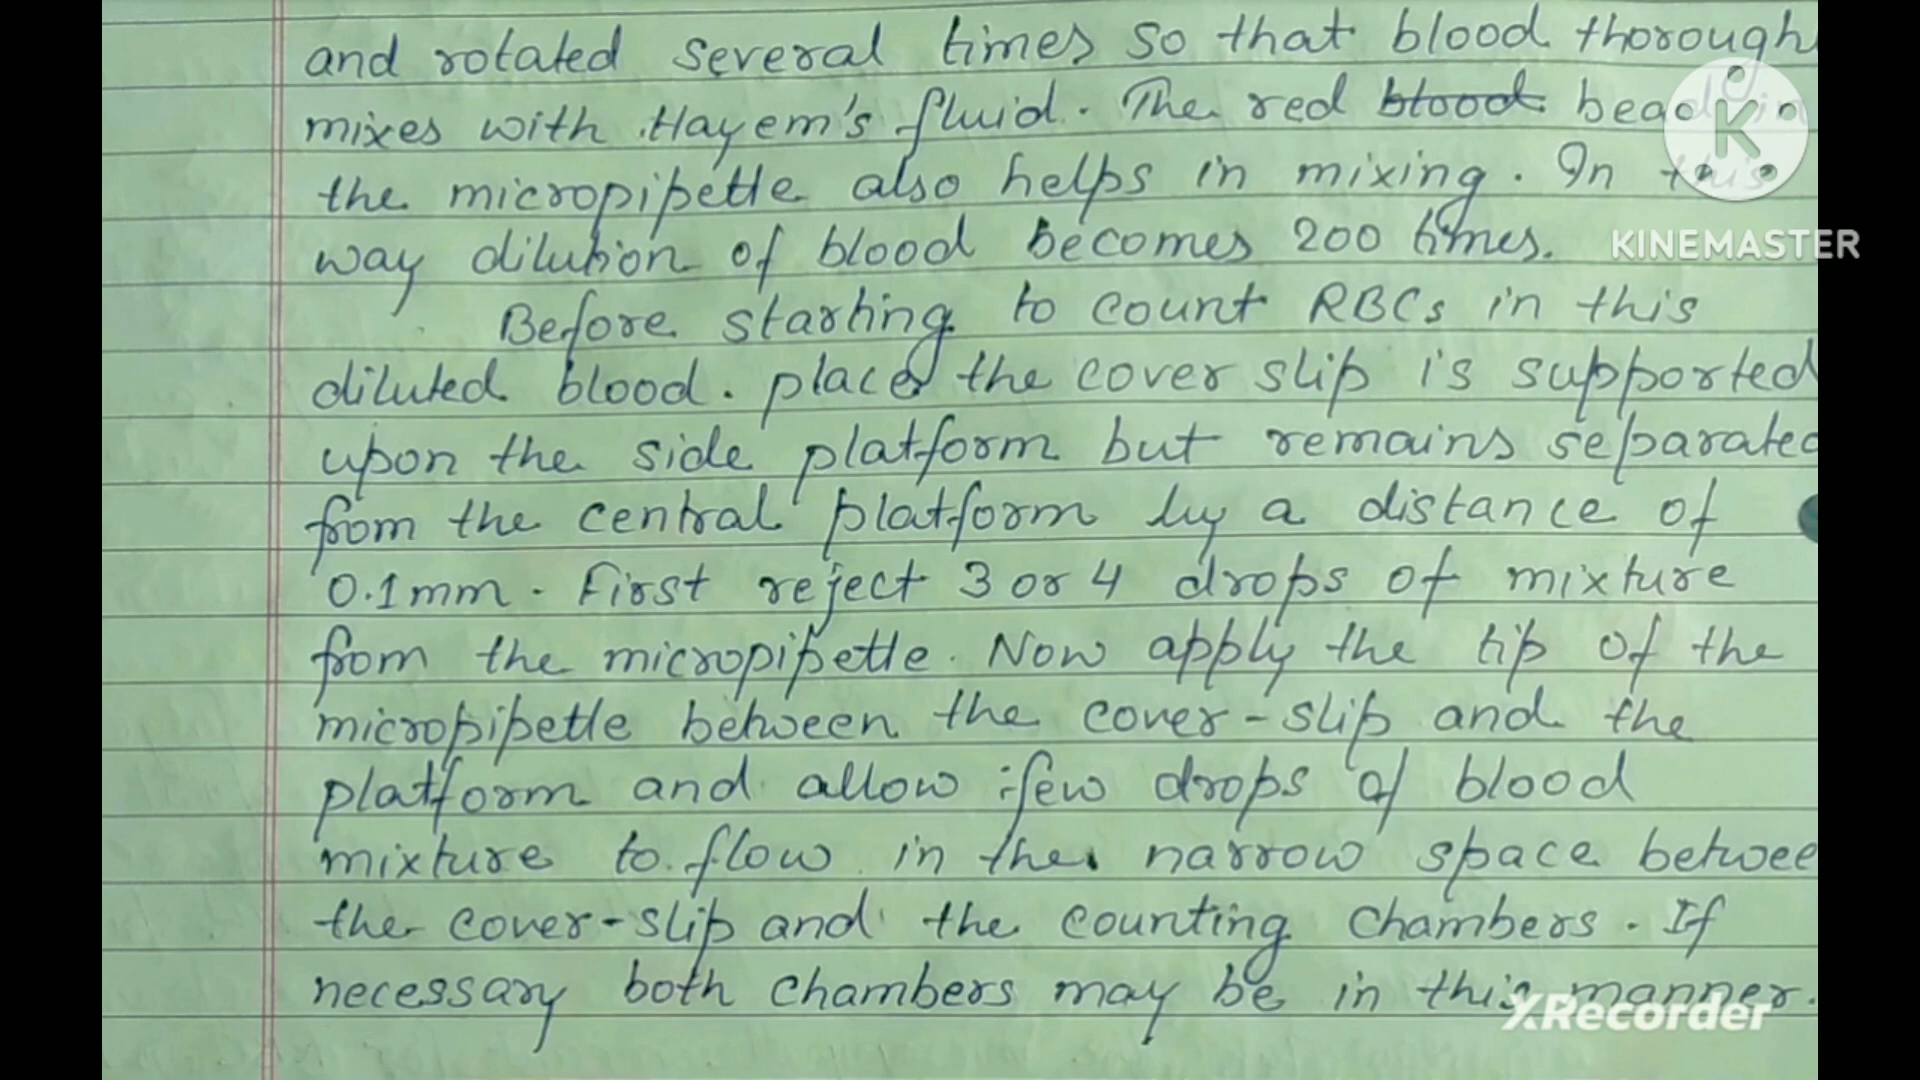 and rotated several times so that blood thorough
mixes with Hayem's fluid. The red blood bead in
the micropipette also helps in mixing. In this
way dilution of blood becomes 200 times.
KINEMASTER
Before starting to count RBCs in this
diluted blood. place the cover slip is supported
upon the side platform but remains separated
from the central platform by a distance of
0.1mm. First reject 3 or 4 drops of mixture
from the micropipette. Now apply the tip of the
micropipette between the cover-slip and the
platform and allow few drops of blood
mixture to flow in the narrow space betwee
the cover-slip and the counting chambers. If
necessary both chambers may be in this manner.
XRecorder